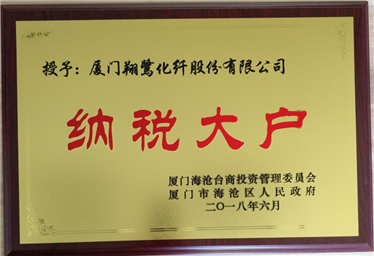 授予：厦门翔鹭化纤股份有限公司
纳税大户
厦门海沧台商投资管理委员会
厦门市海沧区人民政府
二〇一八年六月